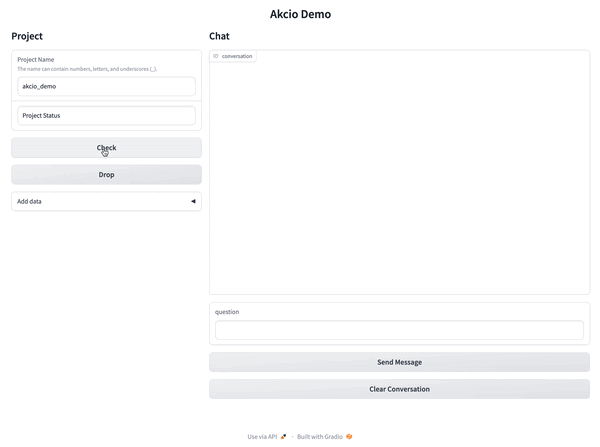 Akcio Demo
Project
Project Name
The name can contain numbers, letters, and underscores (_).
akcio_demo
Project Status
Check
Drop
Add data
Chat
conversation
question
Send Message
Clear Conversation
Use via API · Built with Gradio